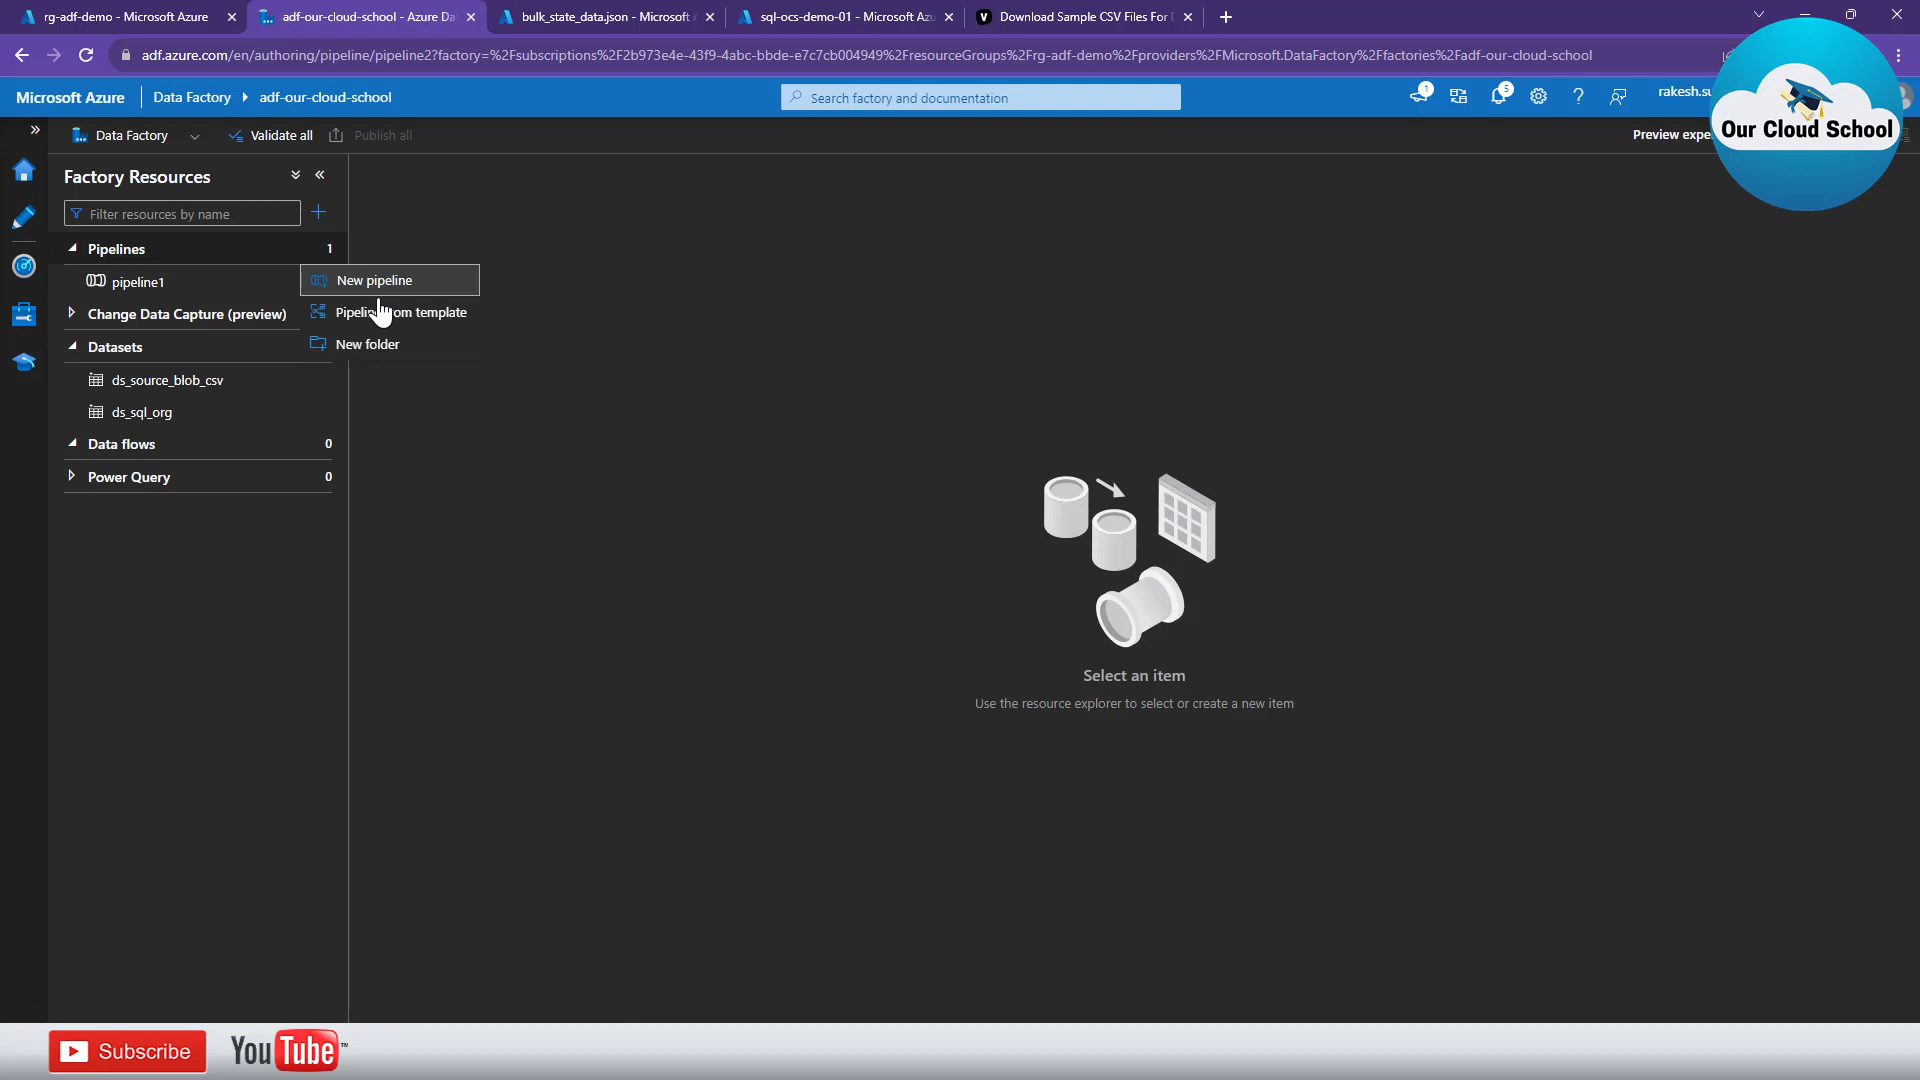 rg-adf-demo - Microsoft Azure
adf-our-cloud-school - Azure Da
bulk_state_data.json - Microsoft
sql-ocs-demo-01 - Microsoft Azu
Download Sample CSV Files For
adf.azure.com/en/authoring/pipeline/pipeline2?factory=%2Fsubscriptions%2F2b973e4e-43f9-4abc-bbde-e7c7cb004949%2FresourceGroups%2Frg-adf-demo%2Fproviders%2FMicrosoft.DataFactory%2Ffactories%2Fadf-our-cloud-school
Microsoft Azure
Data Factory
adf-our-cloud-school
Search factory and documentation
1
5
rakesh.su
Our Cloud School
Data Factory
Validate all
Publish all
Preview expe
Factory Resources
Filter resources by name
Pipelines 1
pipeline1
New pipeline
Change Data Capture (preview)
Pipeline from template
Datasets
New folder
ds_source_blob_csv
ds_sql_org
Data flows 0
Power Query 0
Select an item
Use the resource explorer to select or create a new item
Subscribe
YouTube™